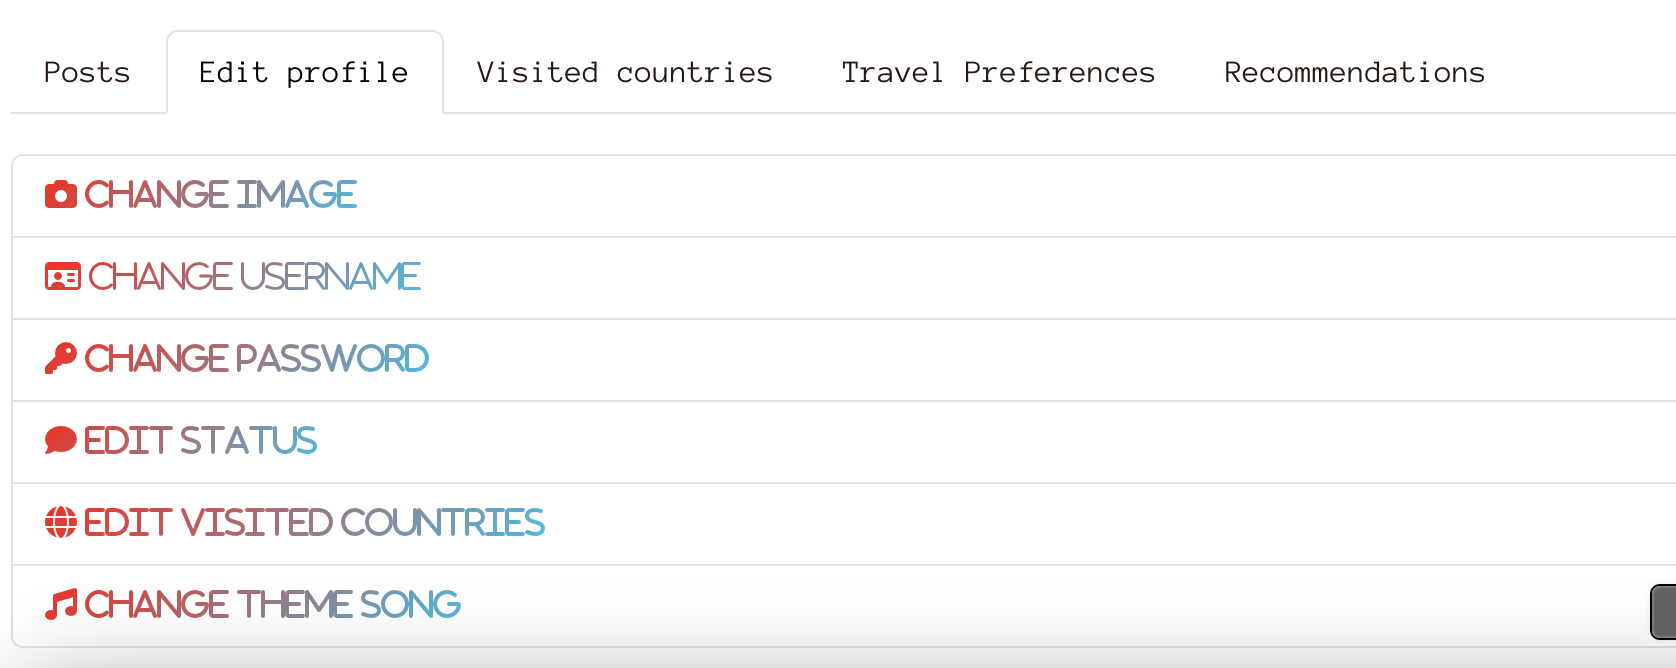 Posts Edit profile Visited countries Travel Preferences Recommendations
CHANGE IMAGE
CHANGE USERNAME
CHANGE PASSWORD
EDIT STATUS
EDIT VISITED COUNTRIES
CHANGE THEME SONG